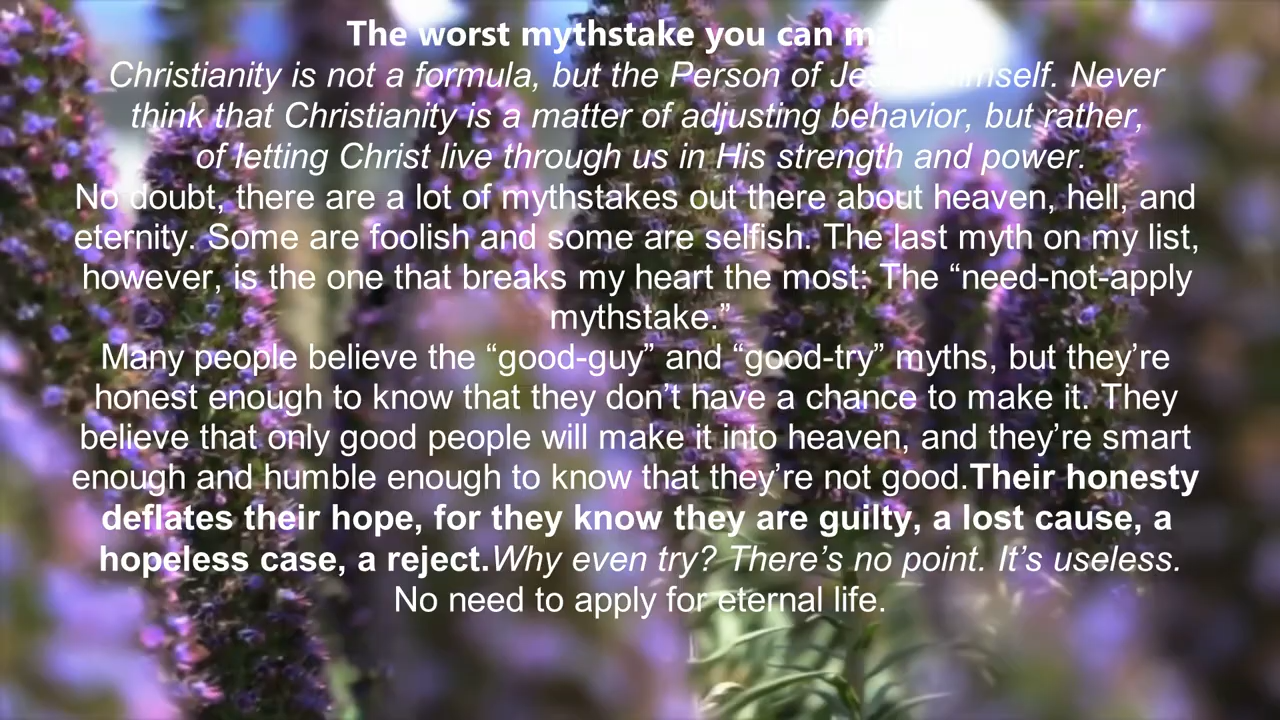 The worst mythstake you can
Christianity is not a formula, but the Person of Himself. Never
think that Christianity is a matter of adjusting behavior, but rather,
of letting Christ live through us in His strength and power.
No doubt, there are a lot of mythstakes out there about heaven, hell, and
eternity. Some are foolish and some are selfish. The last myth on my list,
however, is the one that breaks my heart the most: The “need-not-apply
mythstake.”
Many people believe the “good-guy” and “good-try” myths, but they’re
honest enough to know that they don’t have a chance to make it. They
believe that only good people will make it into heaven, and they’re smart
enough and humble enough to know that they’re not good.Their honesty
deflates their hope, for they know they are guilty, a lost cause, a
hopeless case, a reject.Why even try? There’s no point. It’s useless.
No need to apply for eternal life.